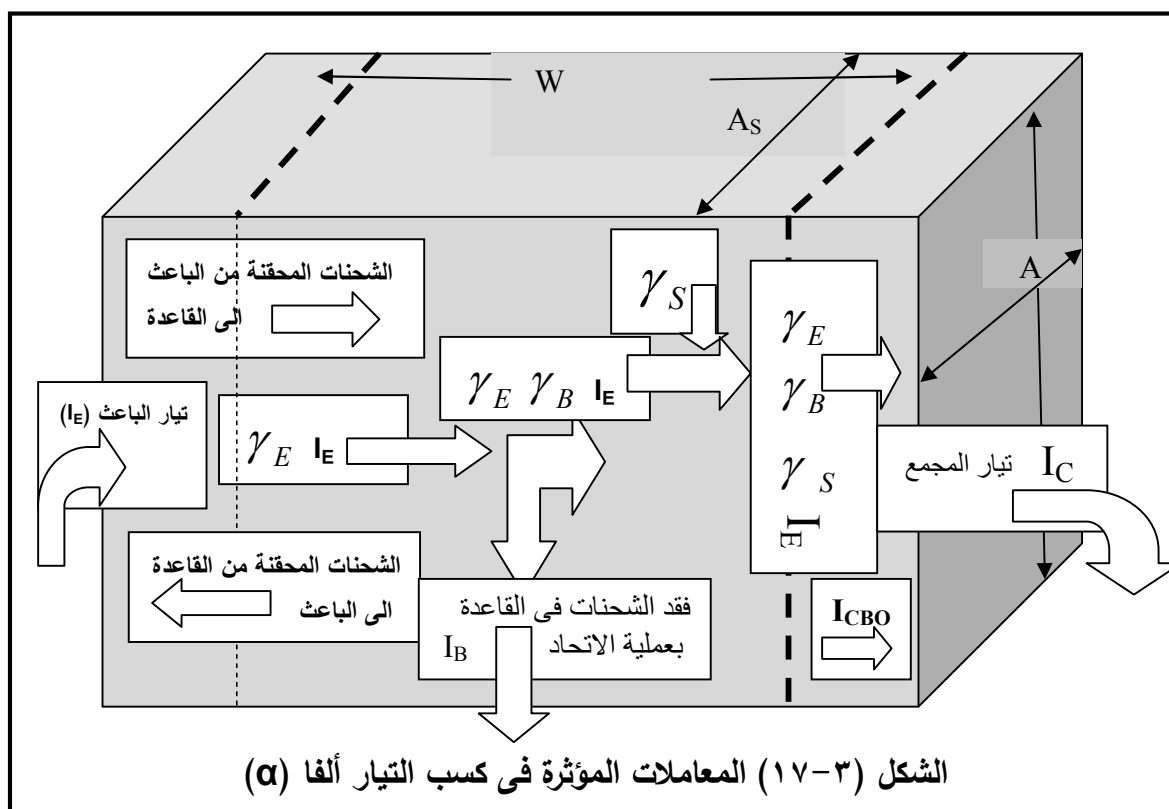 W
A_S
A
الشحنات المحقنة من الباعث
الى القاعدة
γ_S
γ_E
γ_B
γ_S
I_E
γ_E γ_B I_E
تيار الباعث (I_E)
γ_E I_E
تيار المجمع I_C
الشحنات المحقنة من القاعدة
الى الباعث
فقد الشحنات فى القاعدة
بعملية الاتحاد I_B
I_CBO
الشكل (٣-١٧) المعاملات المؤثرة فى كسب التيار ألفا (α)